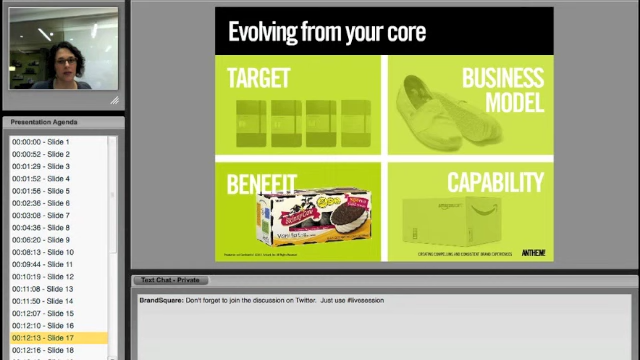 Evolving from your core
TARGET
BUSINESS
MODEL
BENEFIT
CAPABILITY
ANTHEM!
Presentation Agenda
00:00:00 - Slide 1
00:00:52 - Slide 2
00:01:29 - Slide 3
00:01:52 - Slide 4
00:01:56 - Slide 5
00:02:36 - Slide 6
00:03:08 - Slide 7
00:04:36 - Slide 8
00:06:20 - Slide 9
00:08:13 - Slide 10
00:09:44 - Slide 11
00:10:19 - Slide 12
00:11:08 - Slide 13
00:11:50 - Slide 14
00:12:07 - Slide 15
00:12:10 - Slide 16
00:12:13 - Slide 17
00:12:16 - Slide 18
Text Chat - Private
BrandSquare: Don't forget to join the discussion on Twitter. Just use #livesession